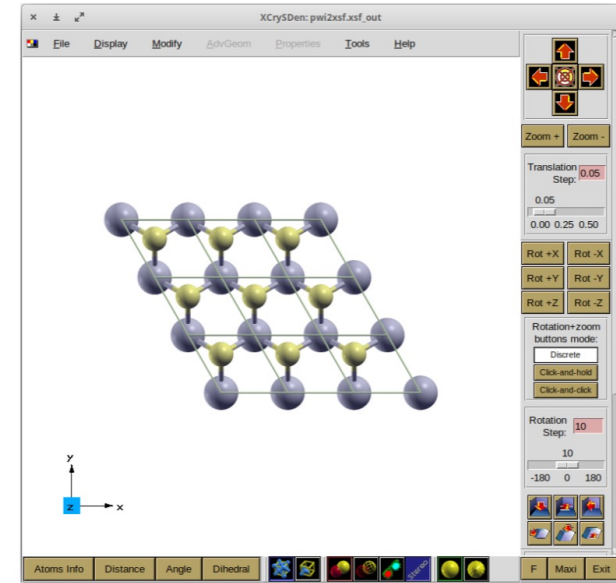 XCrySDen: pwi2xsf.xsf_out
File Display Modify AdvGeom Properties Tools Help
Zoom + Zoom -
Translation
Step: 0.05
0.05
0.00 0.25 0.50
Rot +X Rot -X
Rot +Y Rot -Y
Rot +Z Rot -Z
Rotation+zoom
buttons mode:
Discrete
Click-and-hold
Click-and-click
Rotation
Step: 10
10
-180 0 180
y
z x
Atoms Info Distance Angle Dihedral Stereo F Maxi Exit